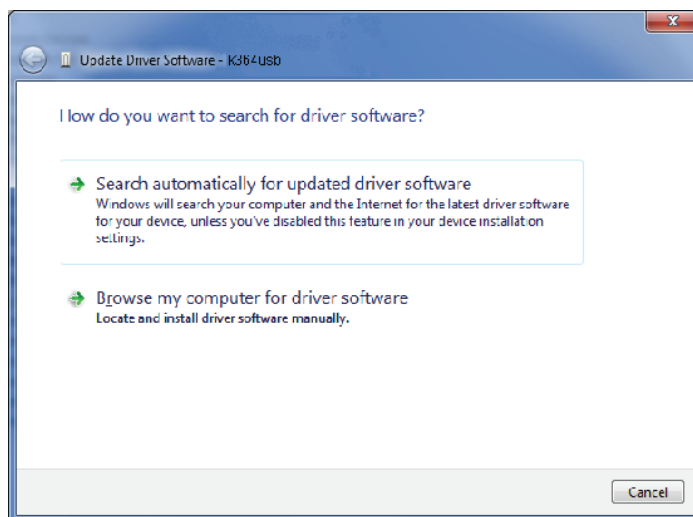 X
Update Driver Software - K364usb
How do you want to search for driver software?
Search automatically for updated driver software
Windows will search your computer and the Internet for the latest driver software
for your device, unless you've disabled this feature in your device installation
settings.
Browse my computer for driver software
Locate and install driver software manually.
Cancel